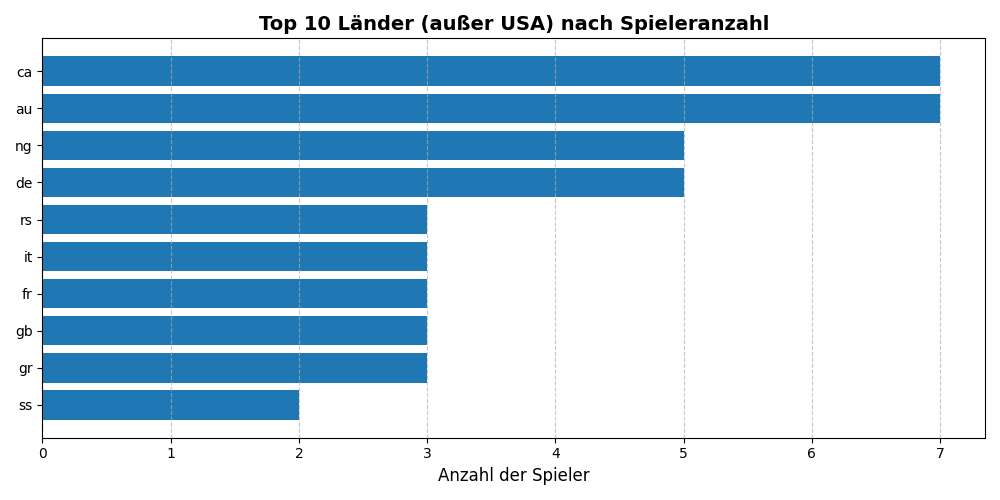 Top 10 Länder (außer USA) nach Spieleranzahl
ca
au
ng
de
rs
it
fr
gb
gr
ss
0 1 2 3 4 5 6 7
Anzahl der Spieler